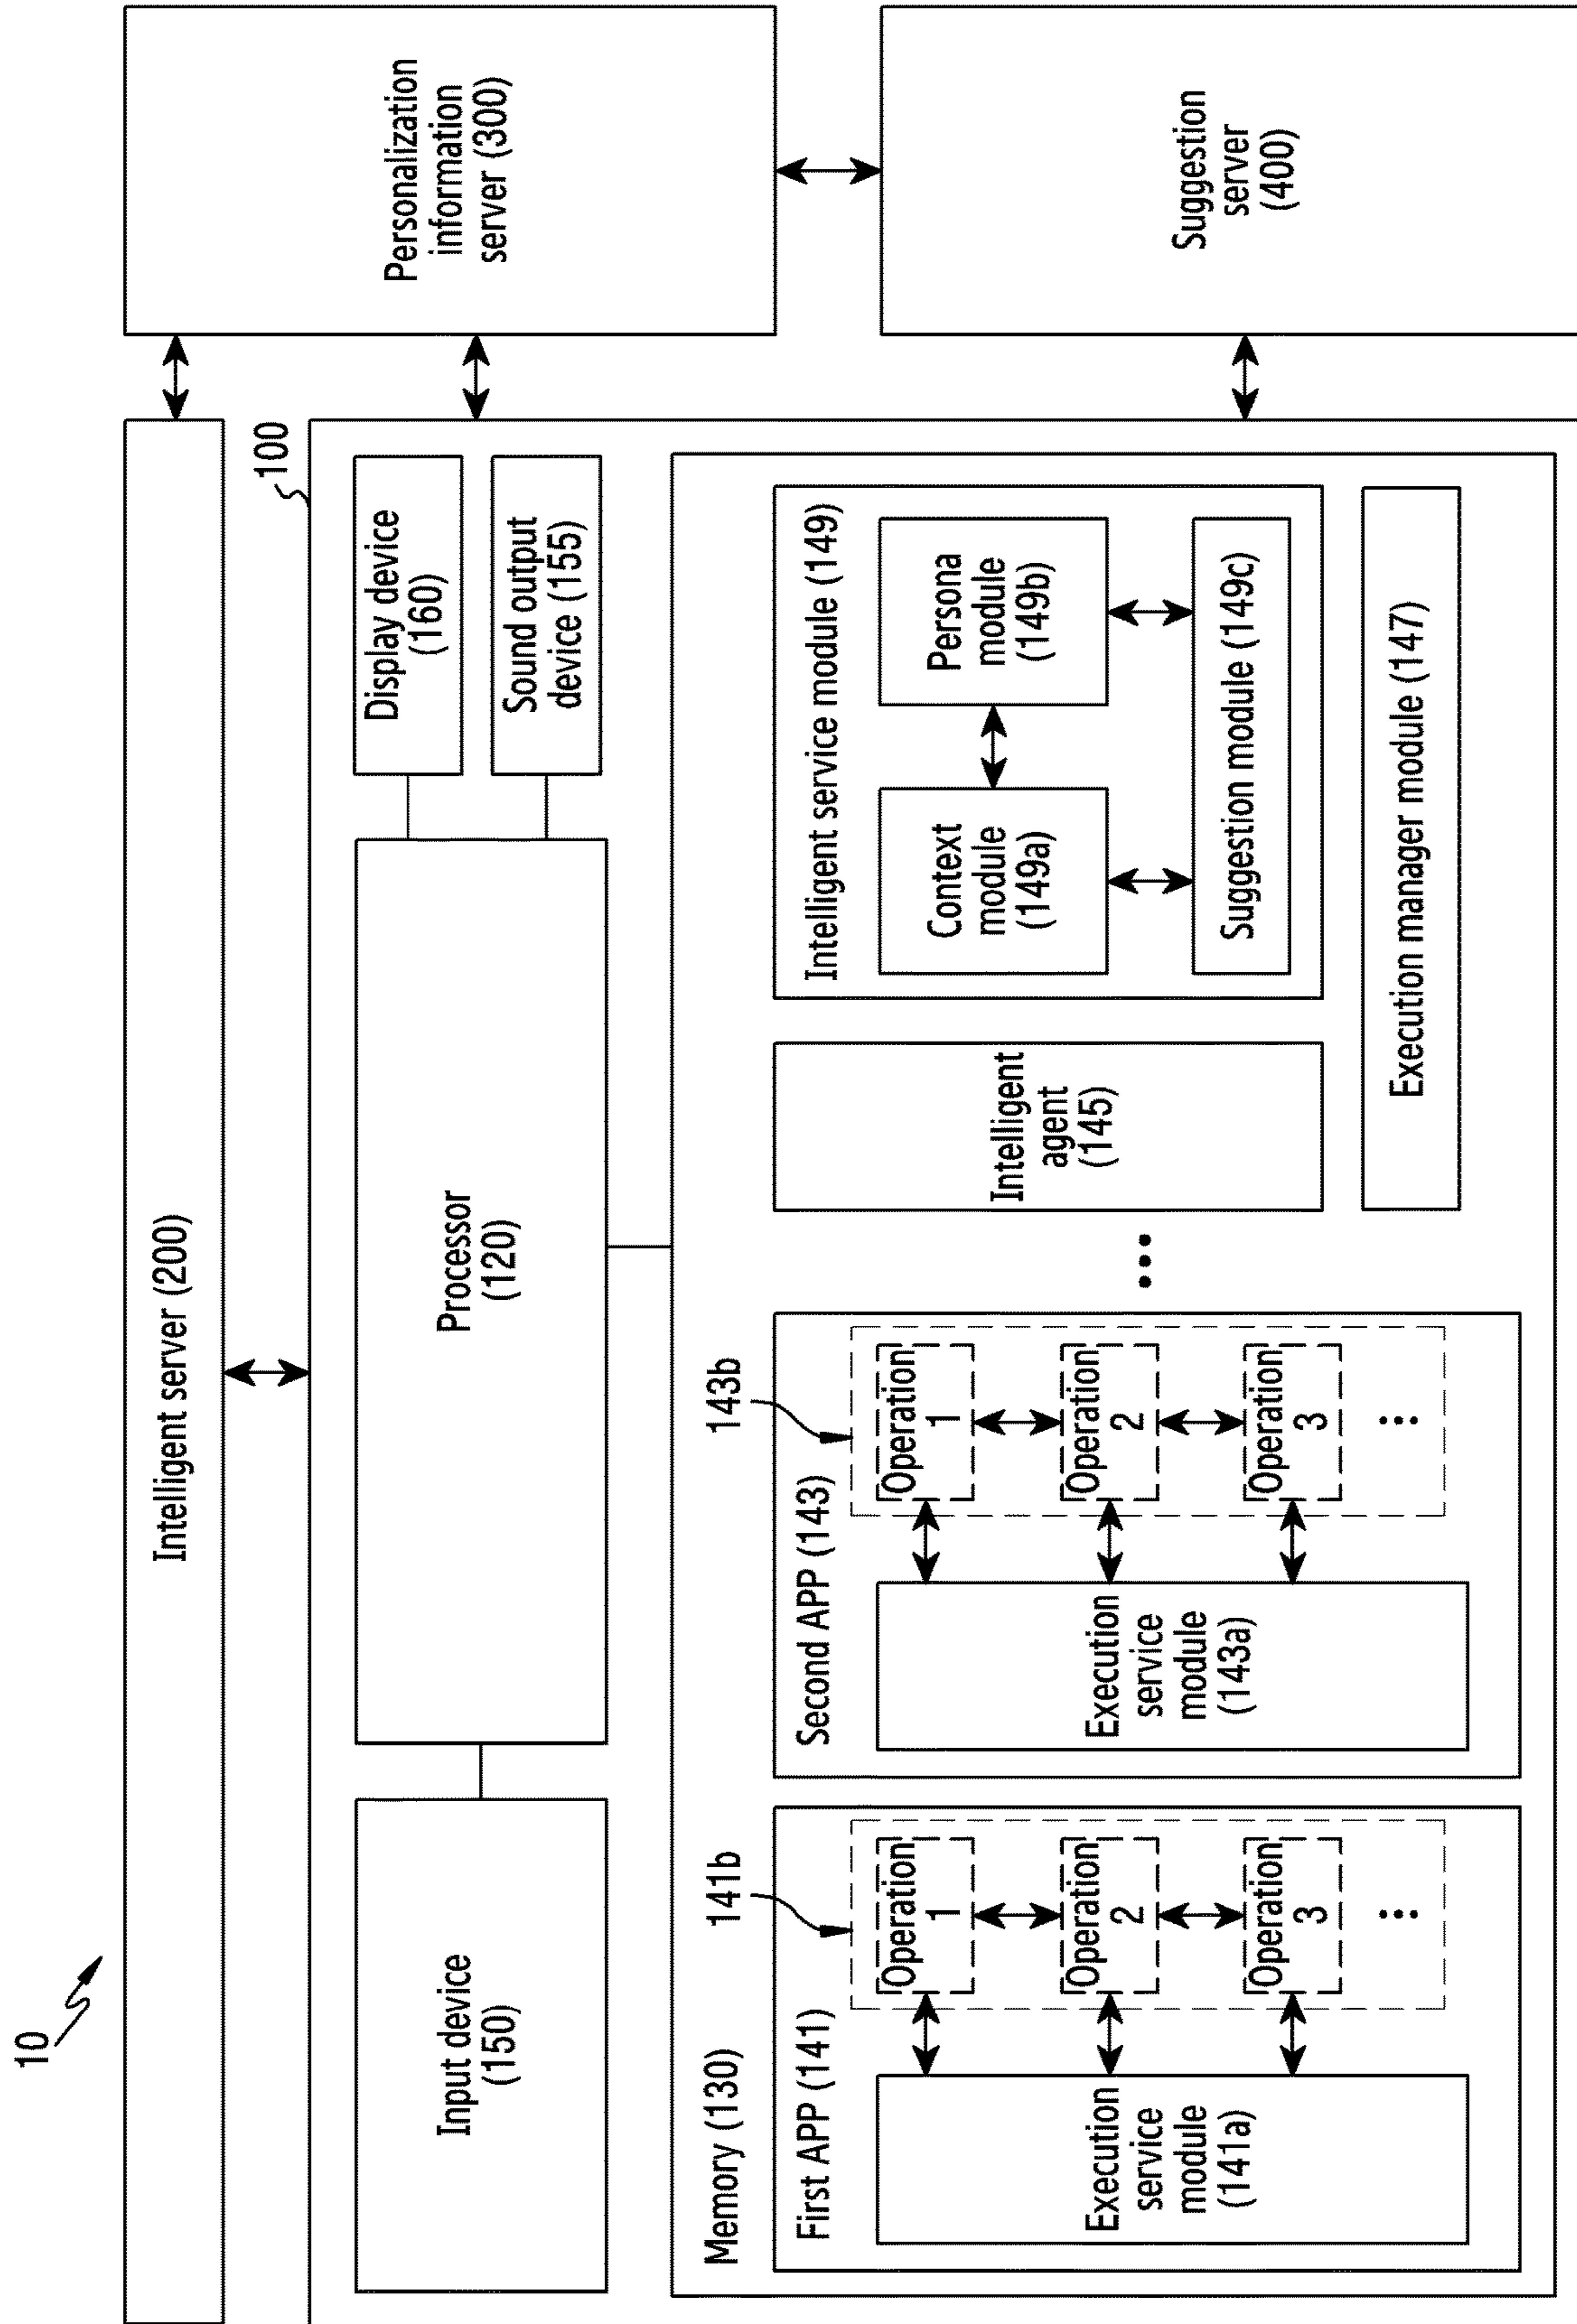 10
Intelligent server (200)
Personalization
information
server (300)
Suggestion
server
(400)
100
Input device
(150)
Processor
(120)
Display device
(160)
Sound output
device (155)
Memory (130)
First APP (141)
141b
Execution
service
module
(141a)
Operation
1
Operation
2
Operation
3
Second APP (143)
143b
Execution
service
module
(143a)
Operation
1
Operation
2
Operation
3
Intelligent
agent
(145)
Intelligent service module (149)
Context
module
(149a)
Persona
module
(149b)
Suggestion module (149c)
Execution manager module (147)